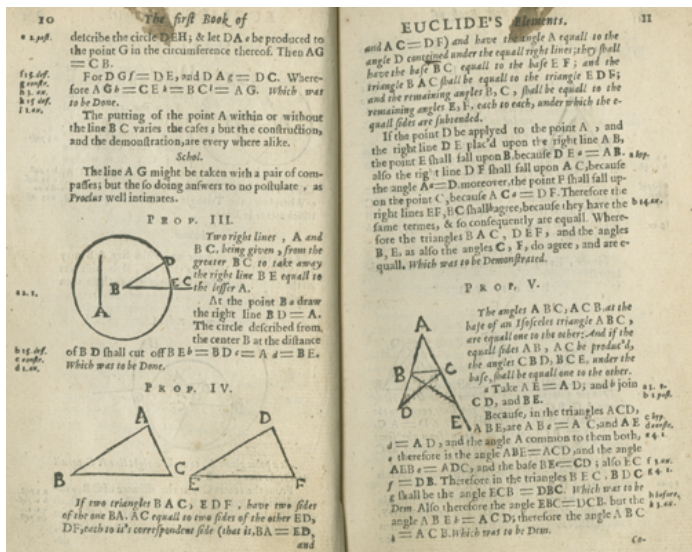 10 The first Book of
a 2. post. describe the circle DEH; & let DA a be produced to
the point G in the circumference thereof. Then AG
= CB.
f 15. def. For DG f = DE, and DA g = DC. Where-
fore AG h = CE k = BC l = AG. Which was
to be Done.
The putting of the point A within or without
the line BC varies the cases; but the construction,
and the demonstration, are every where alike.
Schol.
The line AG might be taken with a pair of com-
passes; but the so doing answers to no postulate, as
Proclus well intimates.
PROP. III.
Two right lines, A and
BC. being given, from the
greater BC to take away
the right line BE equall to
the lesser A.
At the point B a draw
the right line BD = A.
The circle described from
the center B at the distance
of BD shall cut off BE b = BD c = A d = BE.
Which was to be Done.
D
B
E C
A
PROP. IV.
A
D
B
C
E
F
If two triangles BAC, EDF. have two sides
of the one BA. AC equall to two sides of the other ED,
DF, each to it's correspondent side (that is, BA = ED,
and
EUCLIDE'S Elements. 11
and AC = DF) and have the angle A equall to the
angle D contained under the equall right lines; they shall
have the base BC equall to the base EF; and the
triangle BAC shall be equall to the triangle EDF;
and the remaining angles B, C, shall be equall to the
remaining angles E, F, each to each, under which the e-
quall sides are subtended.
If the point D be applyed to the point A, and
the right line DE plac'd upon the right line AB,
the point E shall fall upon B, because DE a = AB. a hyp.
also the right line DF shall fall upon AC, because
the angle A a = D. moreover, the point F shall fall up-
on the point C, because AC a = DF. Therefore the
right lines EF, BC shall agree, because they have the b 14. ax.
same termes, & so consequently are equall. Where-
fore the triangles BAC, DEF, and the angles
B, E, as also the angles C, F, do agree, and are e-
quall. Which was to be Demonstrated.
PROP. V.
The angles ABC, ACB. at the
base of an Isosceles triangle ABC,
are equall one to the other: And if the
equall sides AB, AC be produc'd,
the angles CBD, BCE, under the
base, shall be equall one to the other.
a Take AE = AD; and b join
CD, and BE.
Because, in the triangles ACD,
ABE, are AB c = AC, and AE
d = AD, and the angle A common to them both,
e therefore is the angle ABE = ACD, and the angle
AEB e = ADC, and the base BE e = CD; also EC
f = DB. Therefore in the triangles BEC, BDC
g shall be the angle ECB = DBC. Which was to be
Dem. Also therefore the angle EBC = DCB. but the
angle ABE h = ACD; therefore the angle ABC
k = ACB. Which was to be Dem.
A
B
C
D
E
Co-